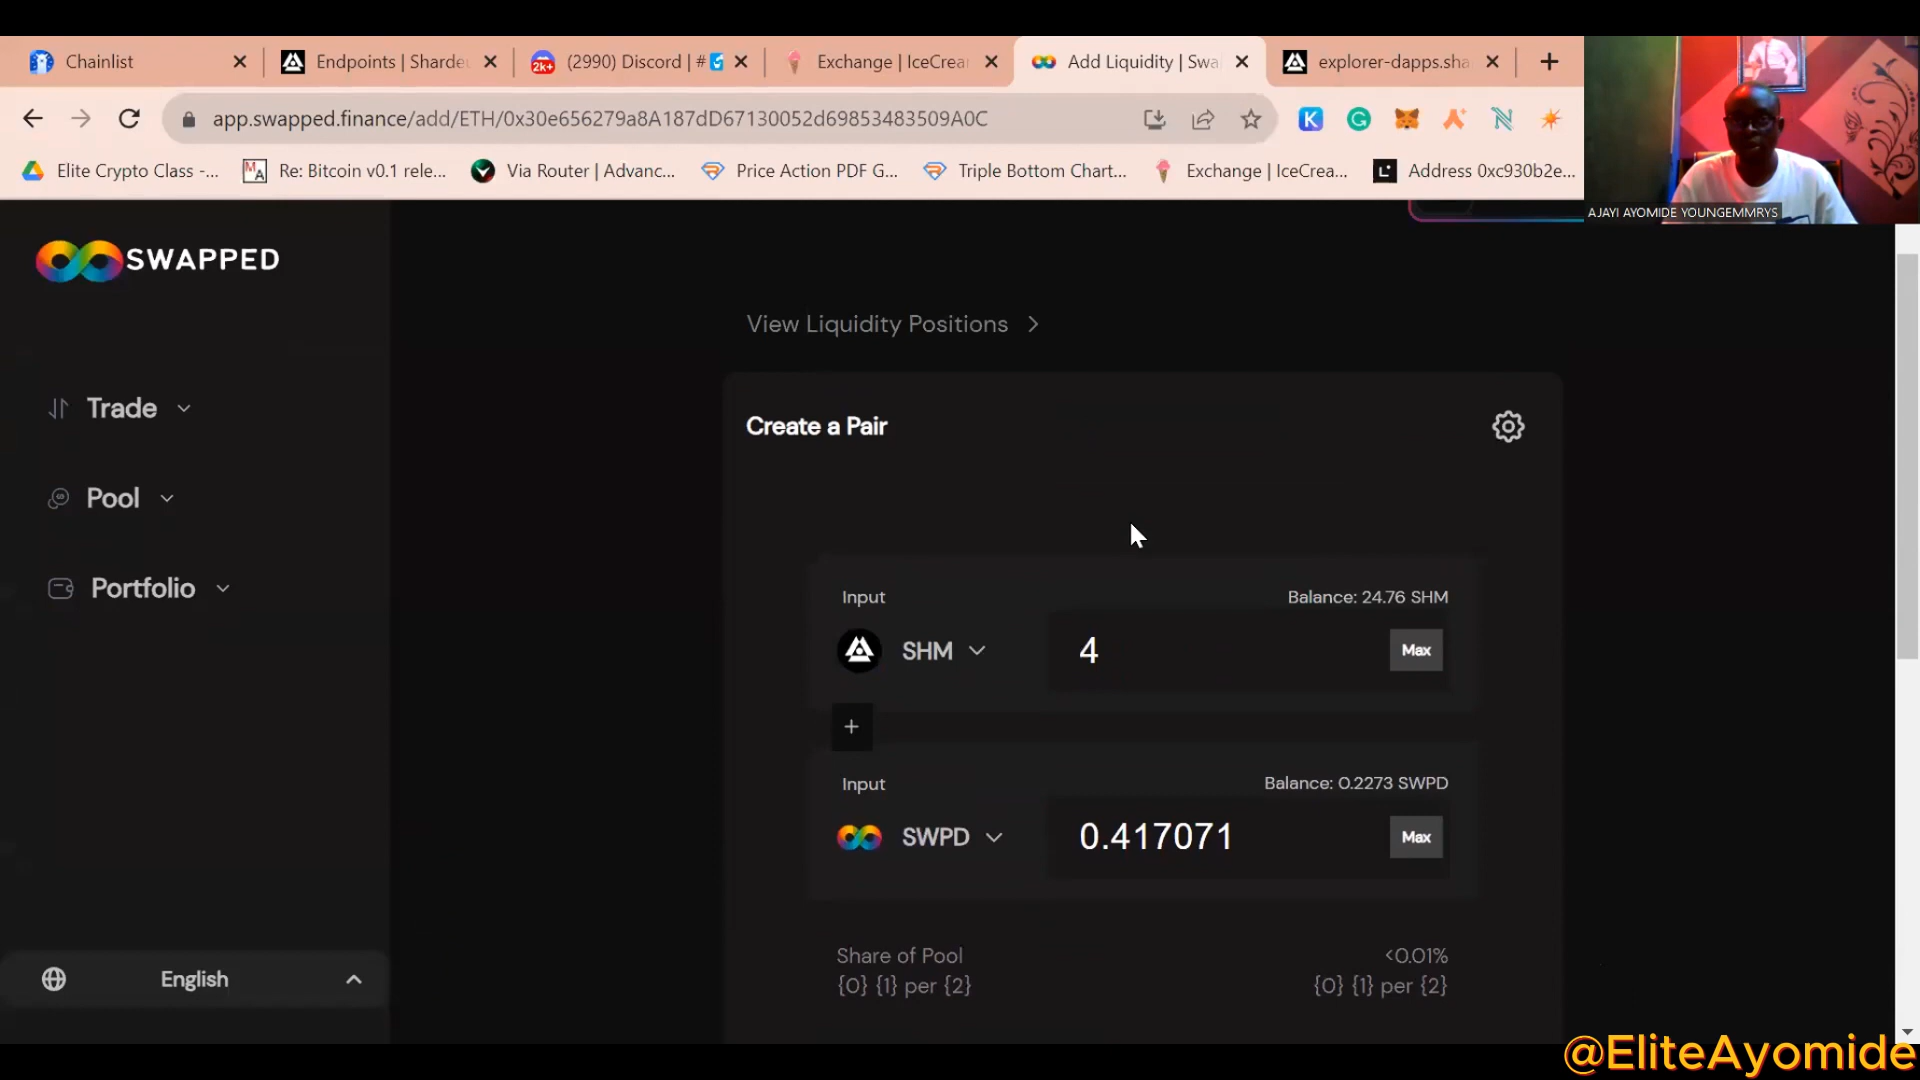 Chainlist
Endpoints | Shardeu
(2990) Discord | #
Exchange | IceCrear
Add Liquidity | Swa
explorer-dapps.sha
app.swapped.finance/add/ETH/0x30e656279a8A187dD67130052d69853483509A0C
Elite Crypto Class -...
Re: Bitcoin v0.1 rele...
Via Router | Advanc...
Price Action PDF G...
Triple Bottom Chart...
Exchange | IceCrea...
Address 0xc930b2e...
AJAYI AYOMIDE YOUNGEMMRYS
SWAPPED
View Liquidity Positions
Trade
Create a Pair
Pool
Portfolio
Input
Balance: 24.76 SHM
SHM
4
Max
+
Input
Balance: 0.2273 SWPD
SWPD
0.417071
Max
Share of Pool
<0.01%
{0} {1} per {2}
{0} {1} per {2}
English
@EliteAyomide